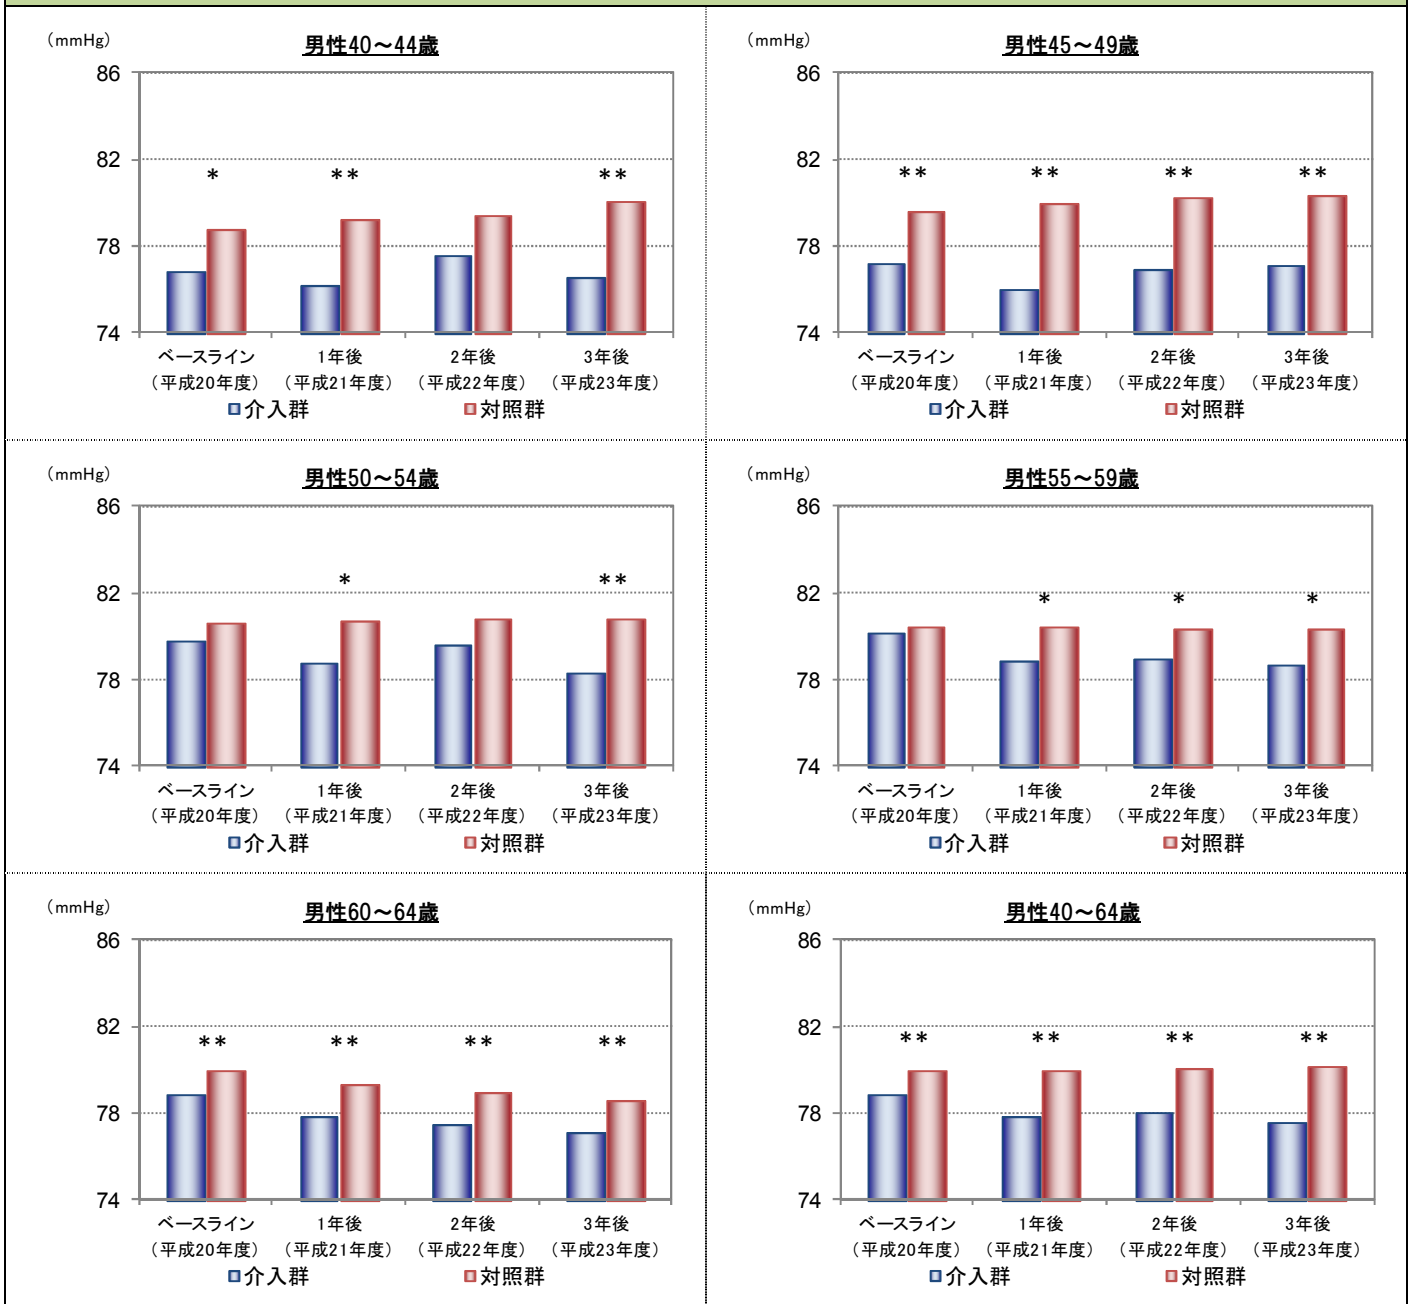 （mmHg）
男性40～44歳
86
82
78
74
* ** **
ベースライン 1年後 2年後 3年後
（平成20年度） （平成21年度） （平成22年度） （平成23年度）
介入群 対照群
（mmHg）
男性45～49歳
86
82
78
74
** ** ** **
ベースライン 1年後 2年後 3年後
（平成20年度） （平成21年度） （平成22年度） （平成23年度）
介入群 対照群
（mmHg）
男性50～54歳
86
82
78
74
* **
ベースライン 1年後 2年後 3年後
（平成20年度） （平成21年度） （平成22年度） （平成23年度）
介入群 対照群
（mmHg）
男性55～59歳
86
82
78
74
* * *
ベースライン 1年後 2年後 3年後
（平成20年度） （平成21年度） （平成22年度） （平成23年度）
介入群 対照群
（mmHg）
男性60～64歳
86
82
78
74
** ** ** **
ベースライン 1年後 2年後 3年後
（平成20年度） （平成21年度） （平成22年度） （平成23年度）
介入群 対照群
（mmHg）
男性40～64歳
86
82
78
74
** ** ** **
ベースライン 1年後 2年後 3年後
（平成20年度） （平成21年度） （平成22年度） （平成23年度）
介入群 対照群